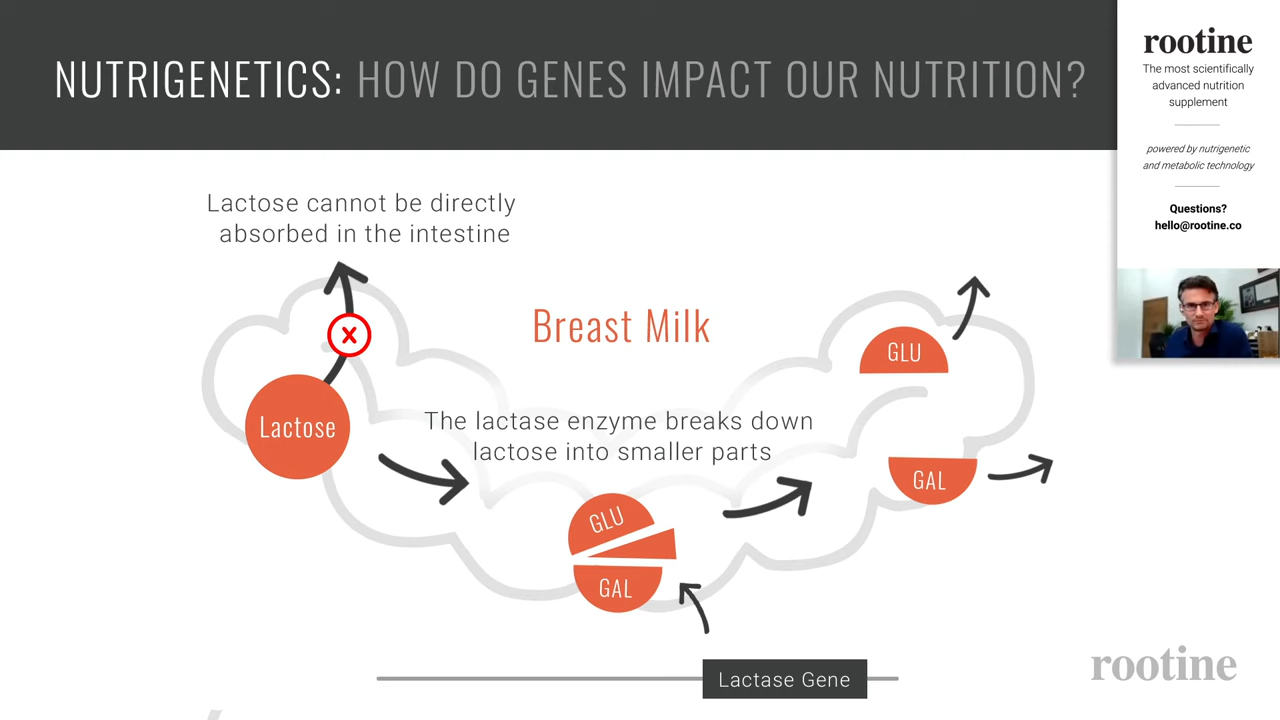 NUTRIGENETICS: HOW DO GENES IMPACT OUR NUTRITION?
rootine
The most scientifically
advanced nutrition
supplement
powered by nutrigenetic
and metabolic technology
Questions?
hello@rootine.co
Lactose cannot be directly
absorbed in the intestine
Breast Milk
x
GLU
Lactose
The lactase enzyme breaks down
lactose into smaller parts
GAL
GLU
GAL
Lactase Gene
rootine